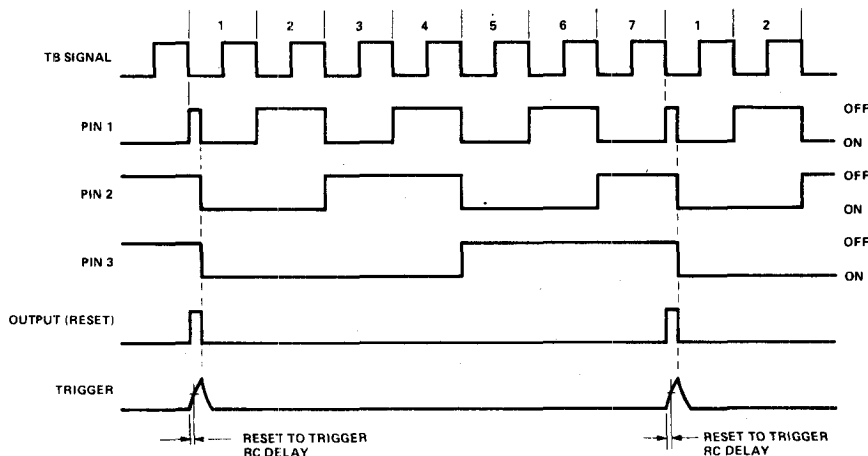 1 2 3 4 5 6 7 1 2
TB SIGNAL
PIN 1
OFF
ON
PIN 2
OFF
ON
PIN 3
OFF
ON
OUTPUT (RESET)
TRIGGER
RESET TO TRIGGER
RC DELAY
RESET TO TRIGGER
RC DELAY